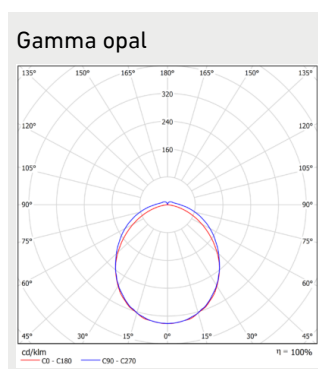 Gamma opal
135° 150° 165° 180° 165° 150° 135°
320
120° 240 120°
160
105° 105°
90° 90°
75° 75°
60° 60°
45° 30° 15° 0° 15° 30° 45°
cd/klm η = 100%
C0 - C180 C90 - C270